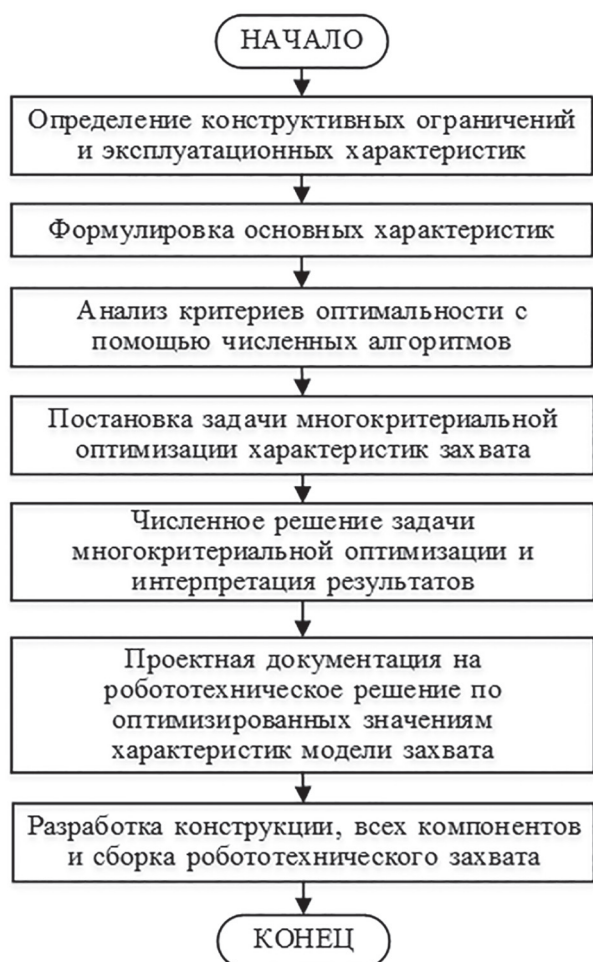 НАЧАЛО
Определение конструктивных ограничений
и эксплуатационных характеристик
Формулировка основных характеристик
Анализ критериев оптимальности с
помощью численных алгоритмов
Постановка задачи многокритериальной
оптимизации характеристик захвата
Численное решение задачи
многокритериальной оптимизации и
интерпретация результатов
Проектная документация на
робототехническое решение по
оптимизированных значениям
характеристик модели захвата
Разработка конструкции, всех компонентов
и сборка робототехнического захвата
КОНЕЦ